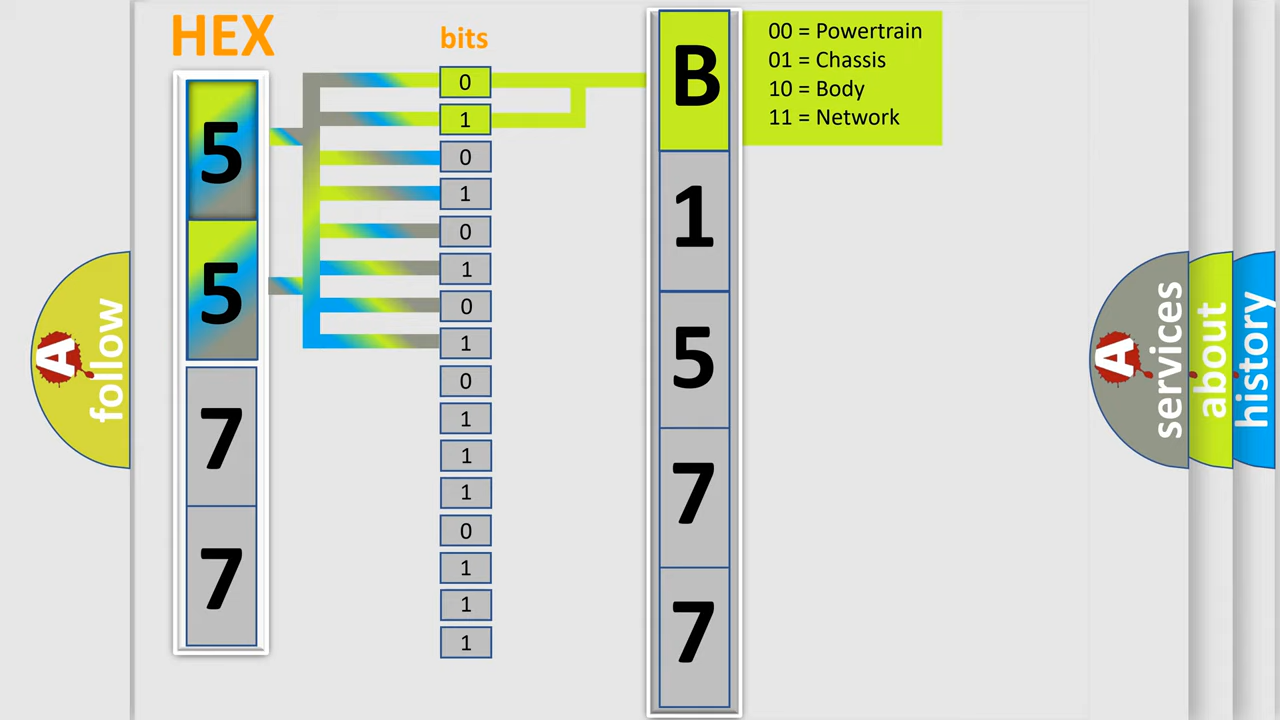 HEX
bits
5
5
7
7
0
1
0
1
0
1
0
1
0
1
1
1
0
1
1
1
B
1
5
7
7
00 = Powertrain
01 = Chassis
10 = Body
11 = Network
A
follow
A
services
about
history